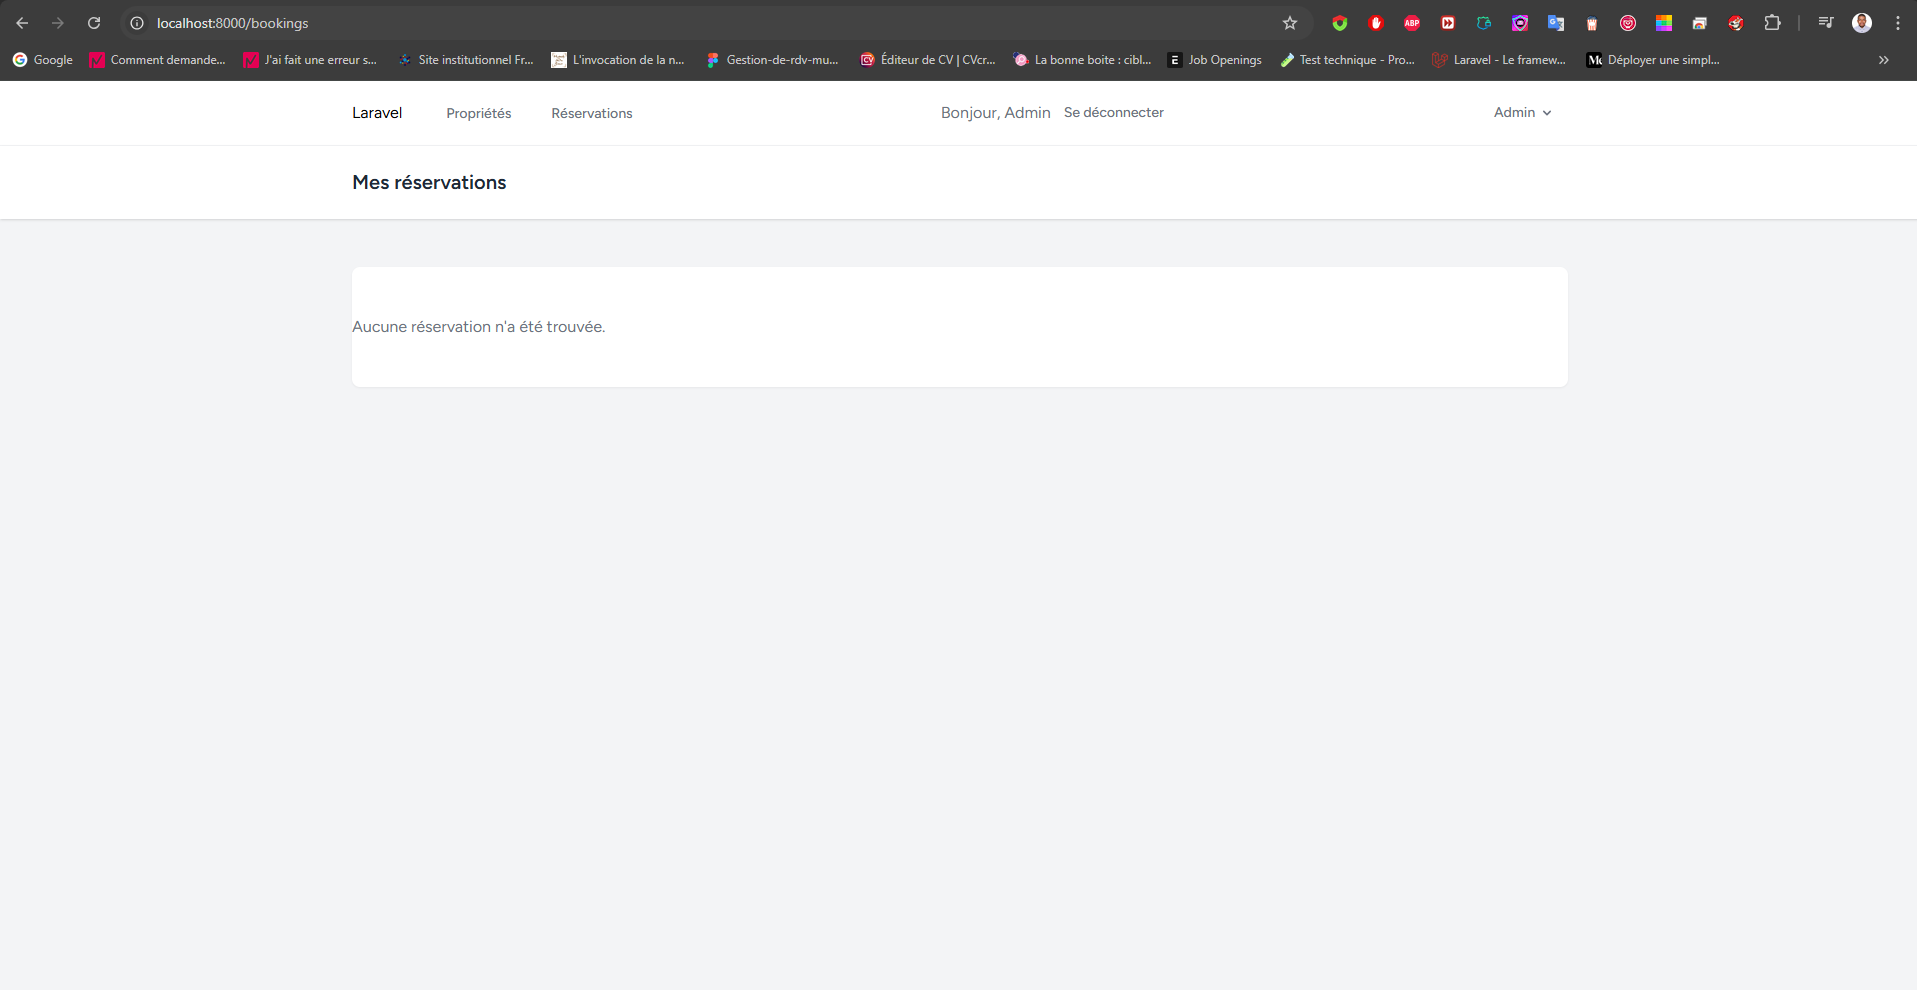 localhost:8000/bookings
ABP
Google Comment demande... J'ai fait une erreur s... Site institutionnel Fr... L'invocation de la n... Gestion-de-rdv-mu... CV Éditeur de CV | CVcr... La bonne boite : cibl... E Job Openings Test technique - Pro... Laravel - Le framew... Déployer une simpl...
Laravel Propriétés Réservations Bonjour, Admin Se déconnecter Admin
Mes réservations
Aucune réservation n'a été trouvée.